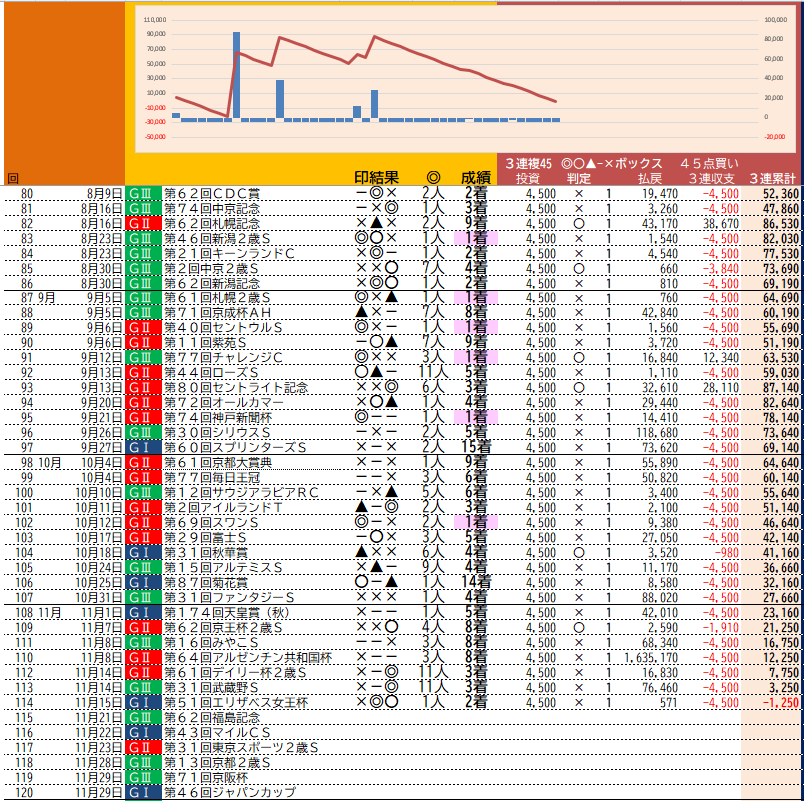 110,000 100,000
90,000 80,000
70,000 60,000
50,000 40,000
30,000 20,000
10,000 0
-10,000 -20,000
-30,000
-50,000
3連複45 ◎○▲-×ボックス 45点買い
回 印結果 ◎ 成績 投資 判定 払戻 3連収支 3連累計
80 8月9日 GⅢ 第62回CDC賞 －◎× 2人 2着 4,500 × 1 19,470 -4,500 52,360
81 8月16日 GⅢ 第74回中京記念 －×◎ 1人 3着 4,500 × 1 3,260 -4,500 47,860
82 8月16日 GⅡ 第62回札幌記念 ×▲× 2人 9着 4,500 ○ 1 43,170 38,670 86,530
83 8月23日 GⅢ 第46回新潟2歳S ◎○× 1人 1着 4,500 × 1 1,540 -4,500 82,030
84 8月23日 GⅢ 第21回キーンランドC ×◎－ 1人 2着 4,500 × 1 4,540 -4,500 77,530
85 8月30日 GⅢ 第2回中京2歳S ××○ 7人 4着 4,500 ○ 1 660 -3,840 73,690
86 8月30日 GⅢ 第62回新潟記念 ×◎○ 1人 2着 4,500 × 1 810 -4,500 69,190
87 9月 9月5日 GⅢ 第61回札幌2歳S ◎×▲ 1人 1着 4,500 × 1 760 -4,500 64,690
88 9月5日 GⅢ 第71回京成杯AH ▲×－ 7人 8着 4,500 × 1 42,840 -4,500 60,190
89 9月6日 GⅡ 第40回セントウルS ◎×－ 1人 1着 4,500 × 1 1,560 -4,500 55,690
90 9月6日 GⅡ 第11回紫苑S －○▲ 7人 9着 4,500 × 1 3,720 -4,500 51,190
91 9月12日 GⅢ 第77回チャレンジC ◎×× 3人 1着 4,500 ○ 1 16,840 12,340 63,530
92 9月13日 GⅡ 第44回ローズS ○▲－ 11人 5着 4,500 × 1 1,110 -4,500 59,030
93 9月13日 GⅡ 第80回セントライト記念 ××◎ 6人 3着 4,500 ○ 1 32,610 28,110 87,140
94 9月20日 GⅡ 第72回オールカマー ×○▲ 1人 4着 4,500 × 1 29,440 -4,500 82,640
95 9月21日 GⅡ 第74回神戸新聞杯 ◎－－ 1人 1着 4,500 × 1 14,410 -4,500 78,140
96 9月26日 GⅢ 第30回シリウスS －×－ 2人 5着 4,500 × 1 118,680 -4,500 73,640
97 9月27日 GⅠ 第60回スプリンターズS ×－× 2人 15着 4,500 × 1 73,620 -4,500 69,140
98 10月 10月4日 GⅡ 第61回京都大賞典 ×－× 1人 9着 4,500 × 1 55,890 -4,500 64,640
99 10月4日 GⅡ 第77回毎日王冠 －－× 3人 6着 4,500 × 1 50,820 -4,500 60,140
100 10月10日 GⅢ 第12回サウジアラビアRC －×▲ 5人 6着 4,500 × 1 3,400 -4,500 55,640
101 10月11日 GⅡ 第2回アイルランドT ▲－◎ 2人 3着 4,500 × 1 2,100 -4,500 51,140
102 10月12日 GⅡ 第69回スワンS ◎－× 2人 1着 4,500 × 1 9,380 -4,500 46,640
103 10月17日 GⅡ 第29回富士S －○× 3人 5着 4,500 × 1 27,050 -4,500 42,140
104 10月18日 GⅠ 第31回秋華賞 ▲×× 6人 4着 4,500 ○ 1 3,520 -980 41,160
105 10月24日 GⅢ 第15回アルテミスS ×▲－ 9人 4着 4,500 × 1 11,170 -4,500 36,660
106 10月25日 GⅠ 第87回菊花賞 ○－▲ 1人 14着 4,500 × 1 8,580 -4,500 32,160
107 10月31日 GⅢ 第31回ファンタジーS ××× 1人 4着 4,500 × 1 88,020 -4,500 27,660
108 11月 11月1日 GⅠ 第174回天皇賞（秋） ×－－ 1人 5着 4,500 × 1 42,010 -4,500 23,160
109 11月7日 GⅡ 第62回京王杯2歳S ××○ 4人 8着 4,500 ○ 1 2,590 -1,910 21,250
111 11月8日 GⅢ 第16回みやこS －－× 3人 8着 4,500 × 1 68,340 -4,500 16,750
110 11月8日 GⅡ 第64回アルゼンチン共和国杯 ×－－ 3人 8着 4,500 × 1 1,635,170 -4,500 12,250
112 11月14日 GⅡ 第61回デイリー杯2歳S ×－◎ 11人 3着 4,500 × 1 16,830 -4,500 7,750
113 11月14日 GⅢ 第31回武蔵野S ×－◎ 11人 3着 4,500 × 1 76,460 -4,500 3,250
114 11月15日 GⅠ 第51回エリザベス女王杯 ×◎○ 1人 2着 4,500 × 1 571 -4,500 -1,250
115 11月21日 GⅢ 第62回福島記念
116 11月22日 GⅠ 第43回マイルCS
117 11月23日 GⅡ 第31回東京スポーツ2歳S
118 11月28日 GⅢ 第13回京都2歳S
119 11月29日 GⅢ 第71回京阪杯
120 11月29日 GⅠ 第46回ジャパンカップ